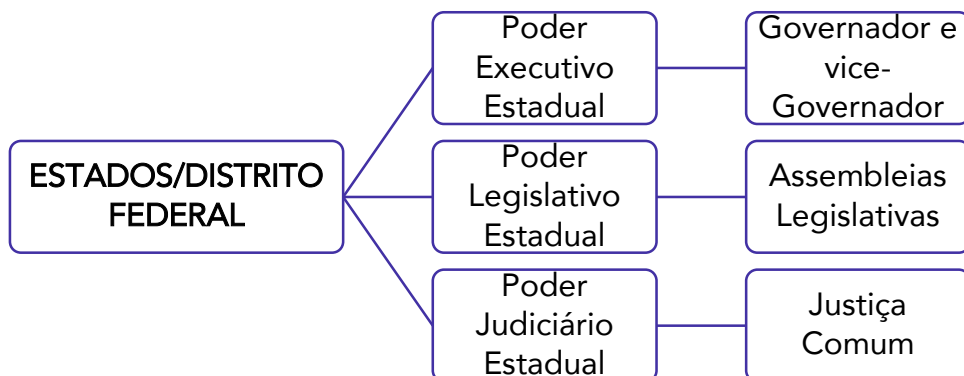 ESTADOS/DISTRITO
FEDERAL
Poder
Executivo
Estadual
Governador e
vice-
Governador
Poder
Legislativo
Estadual
Assembleias
Legislativas
Poder
Judiciário
Estadual
Justiça
Comum